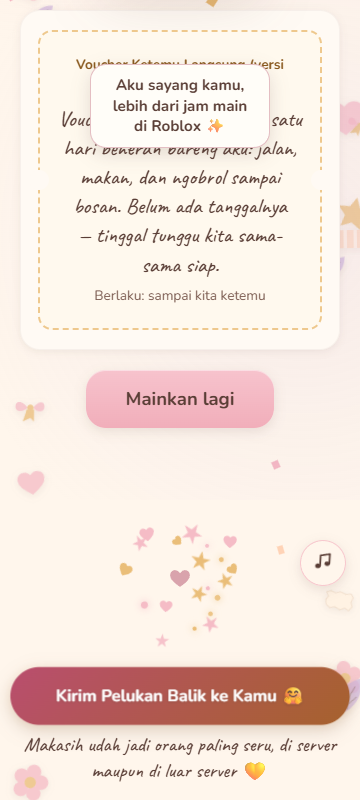 Voucher Ketemu Langsung (versi
Aku sayang kamu,
lebih dari jam main
di Roblox ✨
satu
hari beneran bareng aku: jalan,
makan, dan ngobrol sampai
bosan. Belum ada tanggalnya
— tinggal tunggu kita sama-
sama siap.
Berlaku: sampai kita ketemu
Mainkan lagi
Kirim Pelukan Balik ke Kamu 🤗
Makasih udah jadi orang paling seru, di server
maupun di luar server 💛